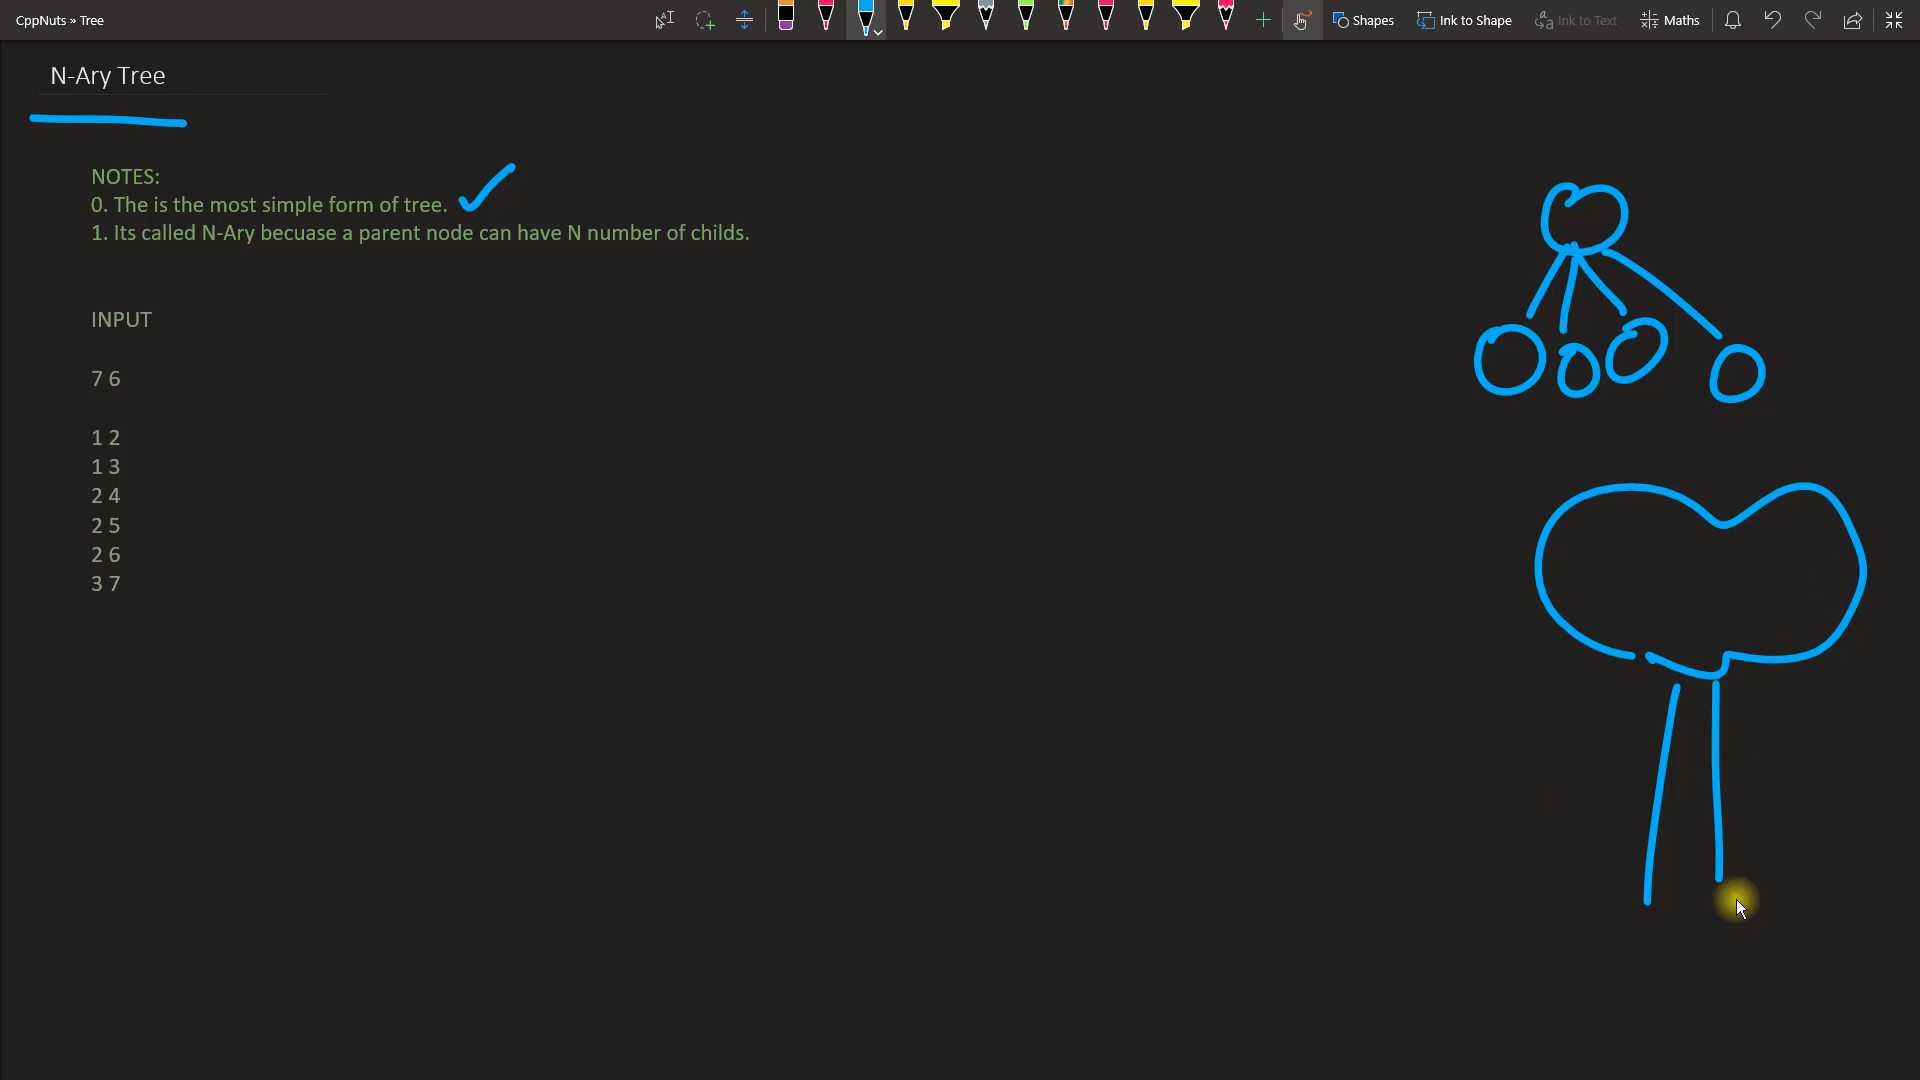 CppNuts » Tree
Shapes
Ink to Shape
Ink to Text
Maths
N-Ary Tree
NOTES:
0. The is the most simple form of tree.
1. Its called N-Ary becuase a parent node can have N number of childs.
INPUT
7 6
1 2
1 3
2 4
2 5
2 6
3 7